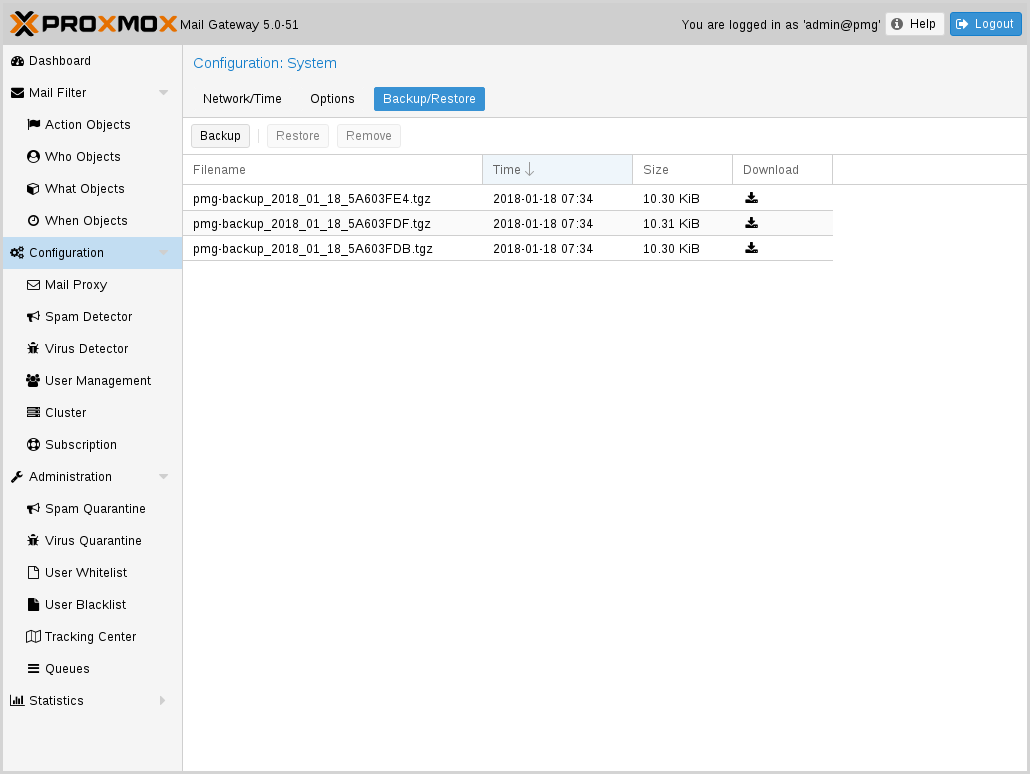 PROXMOX Mail Gateway 5.0-51 You are logged in as 'admin@pmg' Help Logout
Dashboard
Mail Filter
Action Objects
Who Objects
What Objects
When Objects
Configuration
Mail Proxy
Spam Detector
Virus Detector
User Management
Cluster
Subscription
Administration
Spam Quarantine
Virus Quarantine
User Whitelist
User Blacklist
Tracking Center
Queues
Statistics
Configuration: System
Network/Time Options Backup/Restore
Backup Restore Remove
Filename Time Size Download
pmg-backup_2018_01_18_5A603FE4.tgz 2018-01-18 07:34 10.30 KiB
pmg-backup_2018_01_18_5A603FDF.tgz 2018-01-18 07:34 10.31 KiB
pmg-backup_2018_01_18_5A603FDB.tgz 2018-01-18 07:34 10.30 KiB